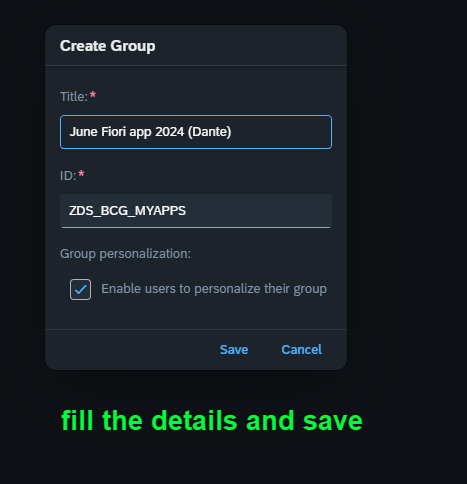 Create Group
Title:*
June Fiori app 2024 (Dante)
ID:*
ZDS_BCG_MYAPPS
Group personalization:
Enable users to personalize their group
Save Cancel
fill the details and save